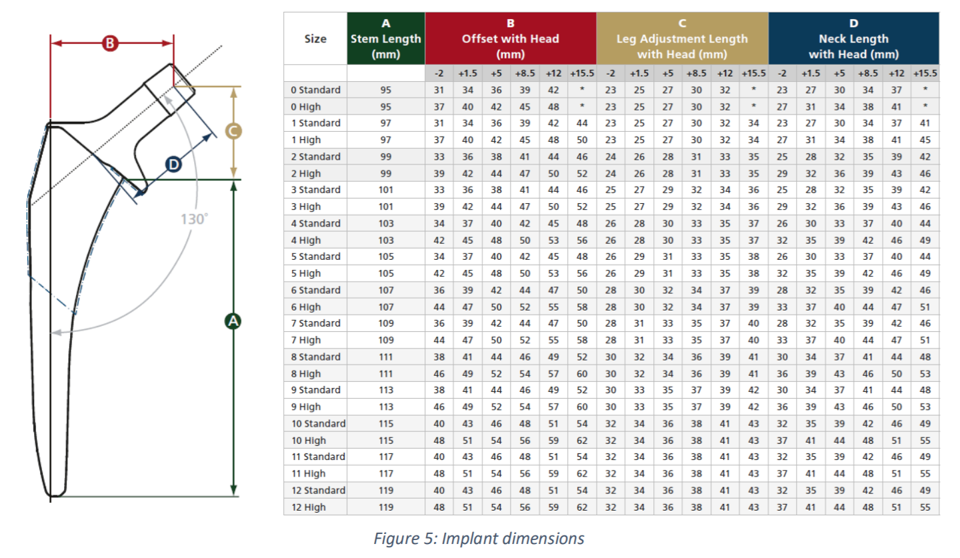 B
C
D
130°
A
Size A Stem Length (mm) B Offset with Head (mm) C Leg Adjustment Length with Head (mm) D Neck Length with Head (mm)
-2 +1.5 +5 +8.5 +12 +15.5 -2 +1.5 +5 +8.5 +12 +15.5 -2 +1.5 +5 +8.5 +12 +15.5
0 Standard 95 31 34 36 39 42 * 23 25 27 30 32 * 23 27 30 34 37 *
0 High 95 37 40 42 45 48 * 23 25 27 30 32 * 27 31 34 38 41 *
1 Standard 97 31 34 36 39 42 44 23 25 27 30 32 34 23 27 30 34 37 41
1 High 97 37 40 42 45 48 50 23 25 27 30 32 34 27 31 34 38 41 45
2 Standard 99 33 36 38 41 44 46 24 26 28 31 33 35 25 28 32 35 39 42
2 High 99 39 42 44 47 50 52 24 26 28 31 33 35 29 32 36 39 43 46
3 Standard 101 33 36 38 41 44 46 25 27 29 32 34 36 25 28 32 35 39 42
3 High 101 39 42 44 47 50 52 25 27 29 32 34 36 29 32 36 39 43 46
4 Standard 103 34 37 40 42 45 48 26 28 30 33 35 37 26 30 33 37 40 44
4 High 103 42 45 48 50 53 56 26 28 30 33 35 37 32 35 39 42 46 49
5 Standard 105 34 37 40 42 45 48 26 29 31 33 35 38 26 30 33 37 40 44
5 High 105 42 45 48 50 53 56 26 29 31 33 35 38 32 35 39 42 46 49
6 Standard 107 36 39 42 44 47 50 28 30 32 34 37 39 28 32 35 39 42 46
6 High 107 44 47 50 52 55 58 28 30 32 34 37 39 33 37 40 44 47 51
7 Standard 109 36 39 42 44 47 50 28 31 33 35 37 40 28 32 35 39 42 46
7 High 109 44 47 50 52 55 58 28 31 33 35 37 40 33 37 40 44 47 51
8 Standard 111 38 41 44 46 49 52 30 32 34 36 39 41 30 34 37 41 44 48
8 High 111 46 49 52 54 57 60 30 32 34 36 39 41 36 39 43 46 50 53
9 Standard 113 38 41 44 46 49 52 30 33 35 37 39 42 30 34 37 41 44 48
9 High 113 46 49 52 54 57 60 30 33 35 37 39 42 36 39 43 46 50 53
10 Standard 115 40 43 46 48 51 54 32 34 36 38 41 43 32 35 39 42 46 49
10 High 115 48 51 54 56 59 62 32 34 36 38 41 43 37 41 44 48 51 55
11 Standard 117 40 43 46 48 51 54 32 34 36 38 41 43 32 35 39 42 46 49
11 High 117 48 51 54 56 59 62 32 34 36 38 41 43 37 41 44 48 51 55
12 Standard 119 40 43 46 48 51 54 32 34 36 38 41 43 32 35 39 42 46 49
12 High 119 48 51 54 56 59 62 32 34 36 38 41 43 37 41 44 48 51 55
Figure 5: Implant dimensions